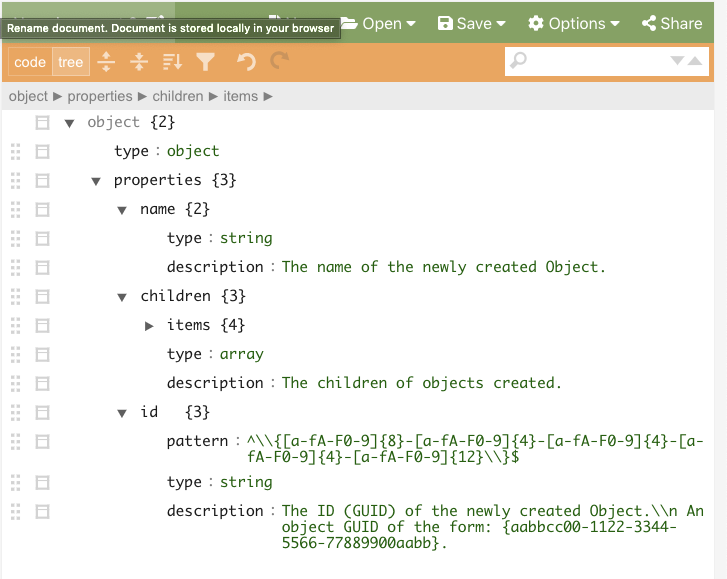 Rename document. Document is stored locally in your browser
Open
Save
Options
Share
code
tree
object ► properties ► children ► items ►
▼ object {2}
type : object
▼ properties {3}
▼ name {2}
type : string
description : The name of the newly created Object.
▼ children {3}
► items {4}
type : array
description : The children of objects created.
▼ id {3}
pattern : ^\\{[a-fA-F0-9]{8}-[a-fA-F0-9]{4}-[a-fA-F0-9]{4}-[a-
fA-F0-9]{4}-[a-fA-F0-9]{12}\\}$
type : string
description : The ID (GUID) of the newly created Object.\\n An
object GUID of the form: {aabbcc00-1122-3344-
5566-77889900aabb}.